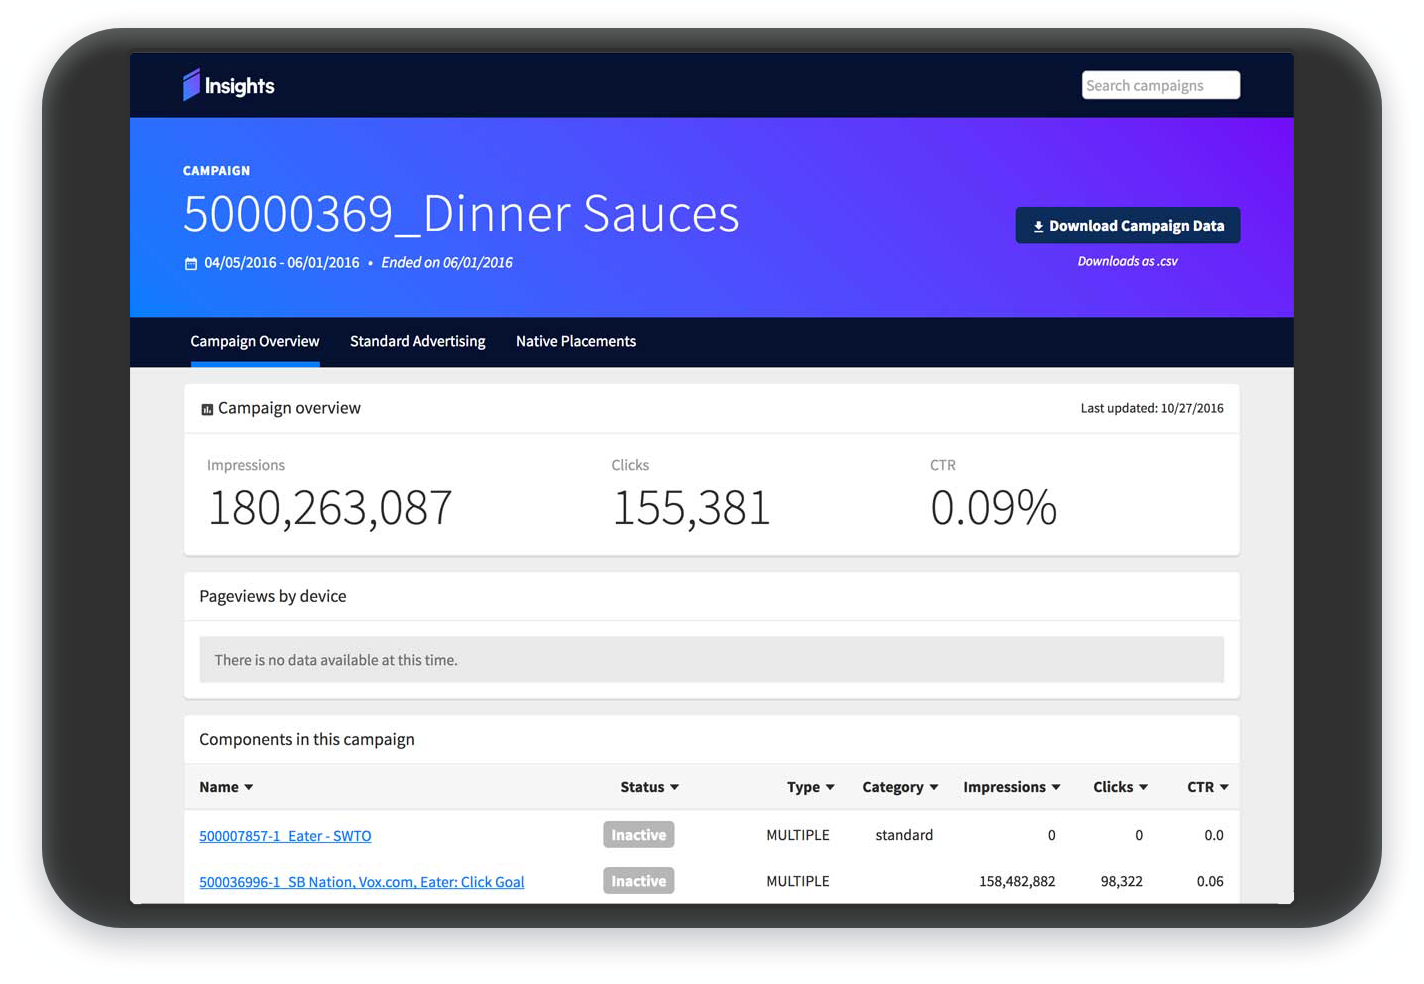 Insights
Search campaigns
CAMPAIGN
50000369_Dinner Sauces
04/05/2016 - 06/01/2016 • Ended on 06/01/2016
Download Campaign Data
Downloads as .csv
Campaign Overview Standard Advertising Native Placements
Campaign overview Last updated: 10/27/2016
Impressions Clicks CTR
180,263,087 155,381 0.09%
Pageviews by device
There is no data available at this time.
Components in this campaign
Name Status Type Category Impressions Clicks CTR
500007857-1_Eater - SWTO Inactive MULTIPLE standard 0 0 0.0
500036996-1_SB Nation, Vox.com, Eater: Click Goal Inactive MULTIPLE 158,482,882 98,322 0.06